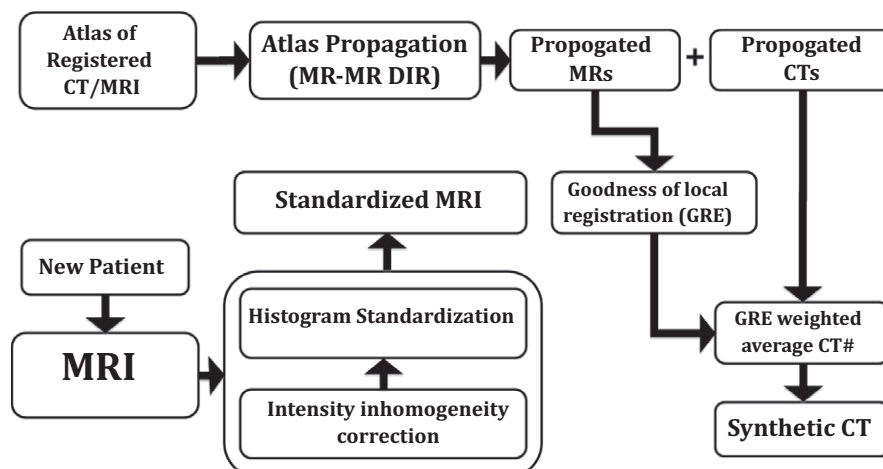 Atlas of
Registered
CT/MRI
Atlas Propagation
(MR-MR DIR)
Propogated
MRs
+
Propogated
CTs
Goodness of local
registration (GRE)
Standardized MRI
New Patient
Histogram Standardization
GRE weighted
average CT#
MRI
Intensity inhomogeneity
correction
Synthetic CT